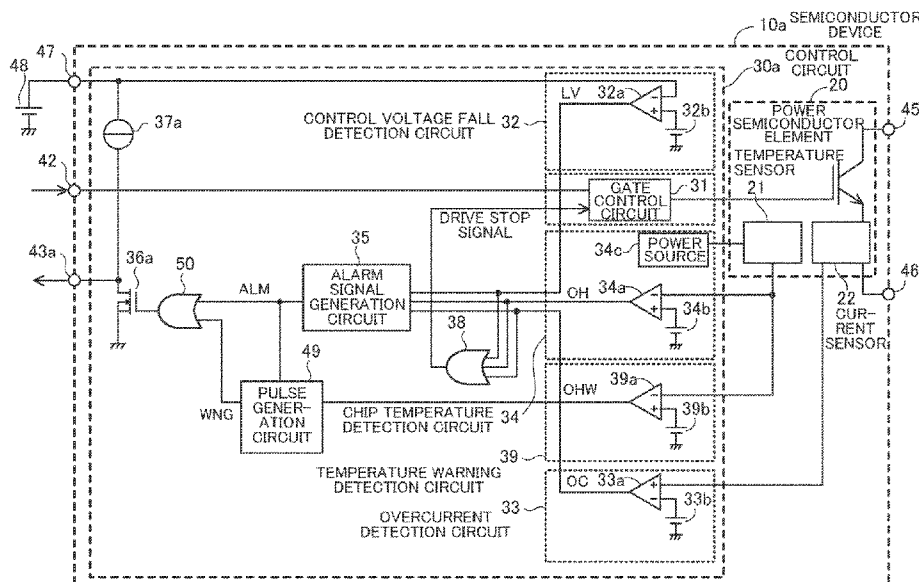 SEMICONDUCTOR
DEVICE
10a
47
CONTROL
CIRCUIT
30a
48
20
POWER
SEMICONDUCTOR
ELEMENT
45
LV
32a
32b
37a
CONTROL VOLTAGE FALL
DETECTION CIRCUIT
32
TEMPERATURE
SENSOR
42
GATE
CONTROL
CIRCUIT
31
21
DRIVE STOP
SIGNAL
34c
POWER
SOURCE
43a
36a
50
35
ALARM
SIGNAL
GENERATION
CIRCUIT
ALM
OH
34a
34b
46
22
CUR-
RENT
SENSOR
38
49
PULSE
GENER-
ATION
CIRCUIT
WNG
CHIP TEMPERATURE
DETECTION CIRCUIT
34
OHW
39a
39b
TEMPERATURE WARNING
DETECTION CIRCUIT
39
OC
33a
33b
OVERCURRENT
DETECTION CIRCUIT
33